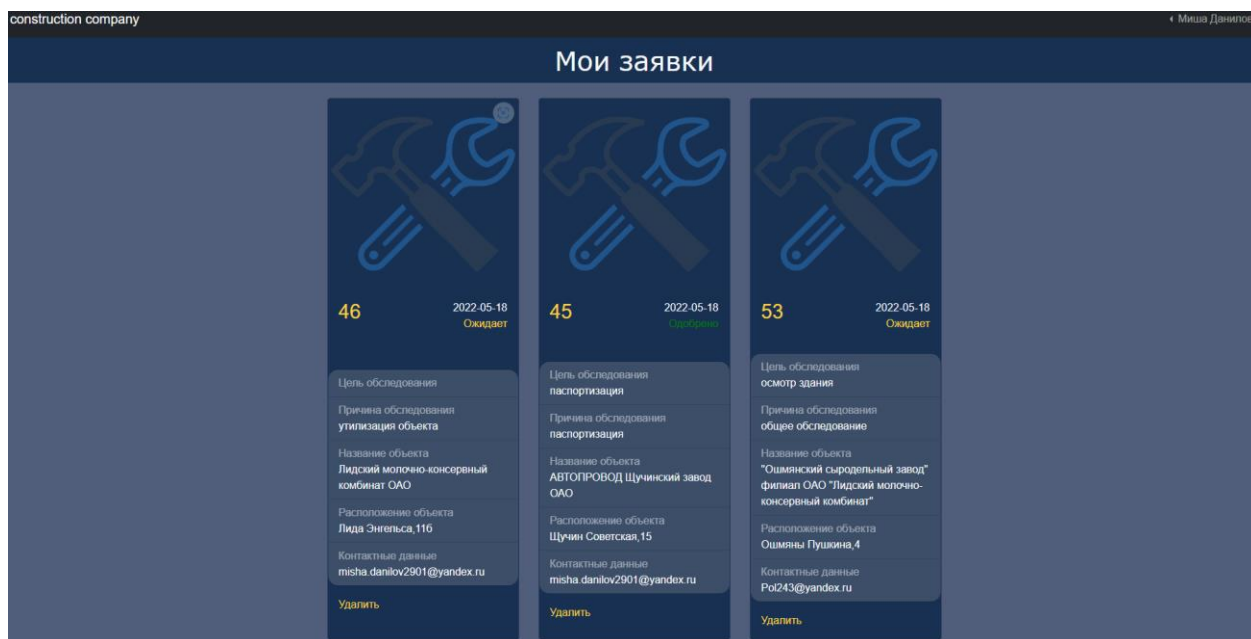 construction company
Миша Данилов
Мои заявки
46
2022-05-18
Ожидает
Цель обследования
Причина обследования
утилизация объекта
Название объекта
Лидский молочно-консервный
комбинат ОАО
Расположение объекта
Лида Энгельса,116
Контактные данные
misha.danilov2901@yandex.ru
Удалить
45
2022-05-18
Одобрено
Цель обследования
паспортизация
Причина обследования
паспортизация
Название объекта
АВТОПРОВОД Щучинский завод
ОАО
Расположение объекта
Щучин Советская,15
Контактные данные
misha.danilov2901@yandex.ru
Удалить
53
2022-05-18
Ожидает
Цель обследования
осмотр здания
Причина обследования
общее обследование
Название объекта
"Ошмянский сыродельный завод"
филиал ОАО "Лидский молочно-
консервный комбинат"
Расположение объекта
Ошмяны Пушкина,4
Контактные данные
Pol243@yandex.ru
Удалить